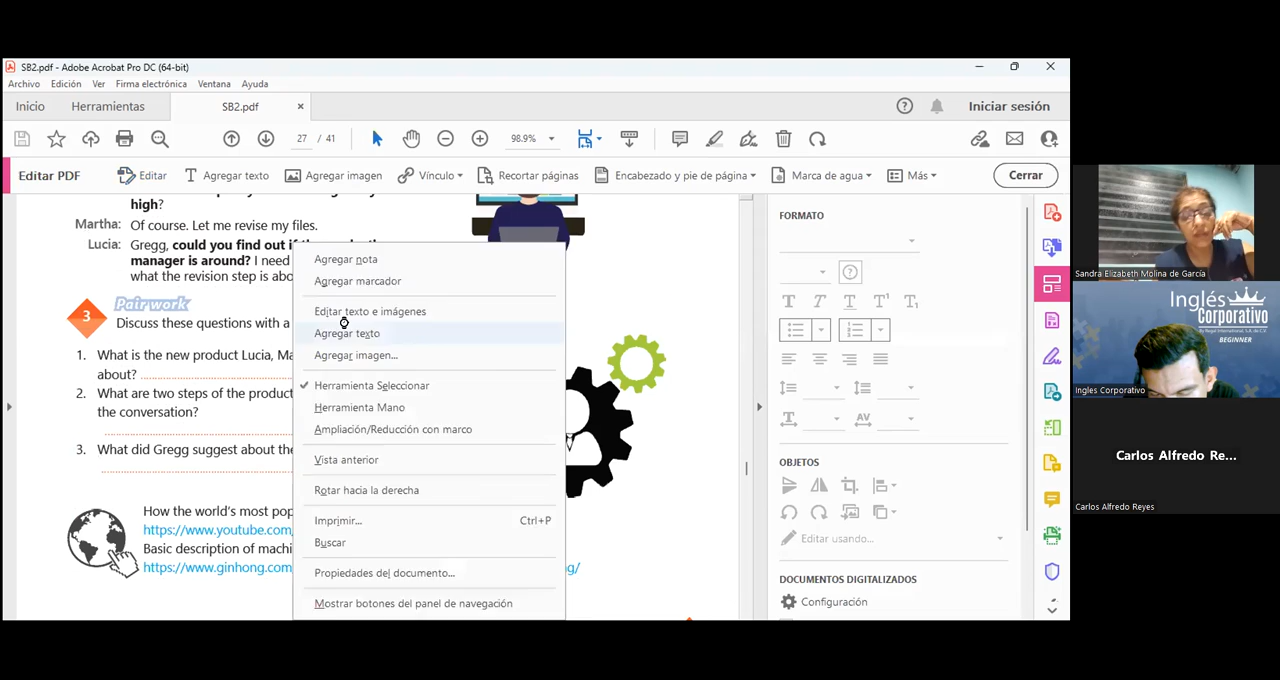 SB2.pdf - Adobe Acrobat Pro DC (64-bit)
Archivo Edición Ver Firma electrónica Ventana Ayuda
Inicio Herramientas SB2.pdf × Iniciar sesión
27 / 41 98.9%
Editar PDF Editar Agregar texto Agregar imagen Vínculo Recortar páginas Encabezado y pie de página Marca de agua Más Cerrar
high?
Martha: Of course. Let me revise my files.
Lucia: Gregg, could you find out if
manager is around? I need
what the revision step is abo
3 Pair work
Discuss these questions with a
1. What is the new product Lucia, Ma
about?
2. What are two steps of the product
the conversation?
3. What did Gregg suggest about the
How the world's most pop
https://www.youtube.com
Basic description of machi
https://www.ginhong.com ng/
Agregar nota
Agregar marcador
Editar texto e imágenes
Agregar texto
Agregar imagen...
Herramienta Seleccionar
Herramienta Mano
Ampliación/Reducción con marco
Vista anterior
Rotar hacia la derecha
Imprimir... Ctrl+P
Buscar
Propiedades del documento...
Mostrar botones del panel de navegación
FORMATO
OBJETOS
Editar usando...
DOCUMENTOS DIGITALIZADOS
Configuración
Sandra Elizabeth Molina de García
Inglés
Corporativo
BEGINNER
Ingles Corporativo
Carlos Alfredo Re...
Carlos Alfredo Reyes